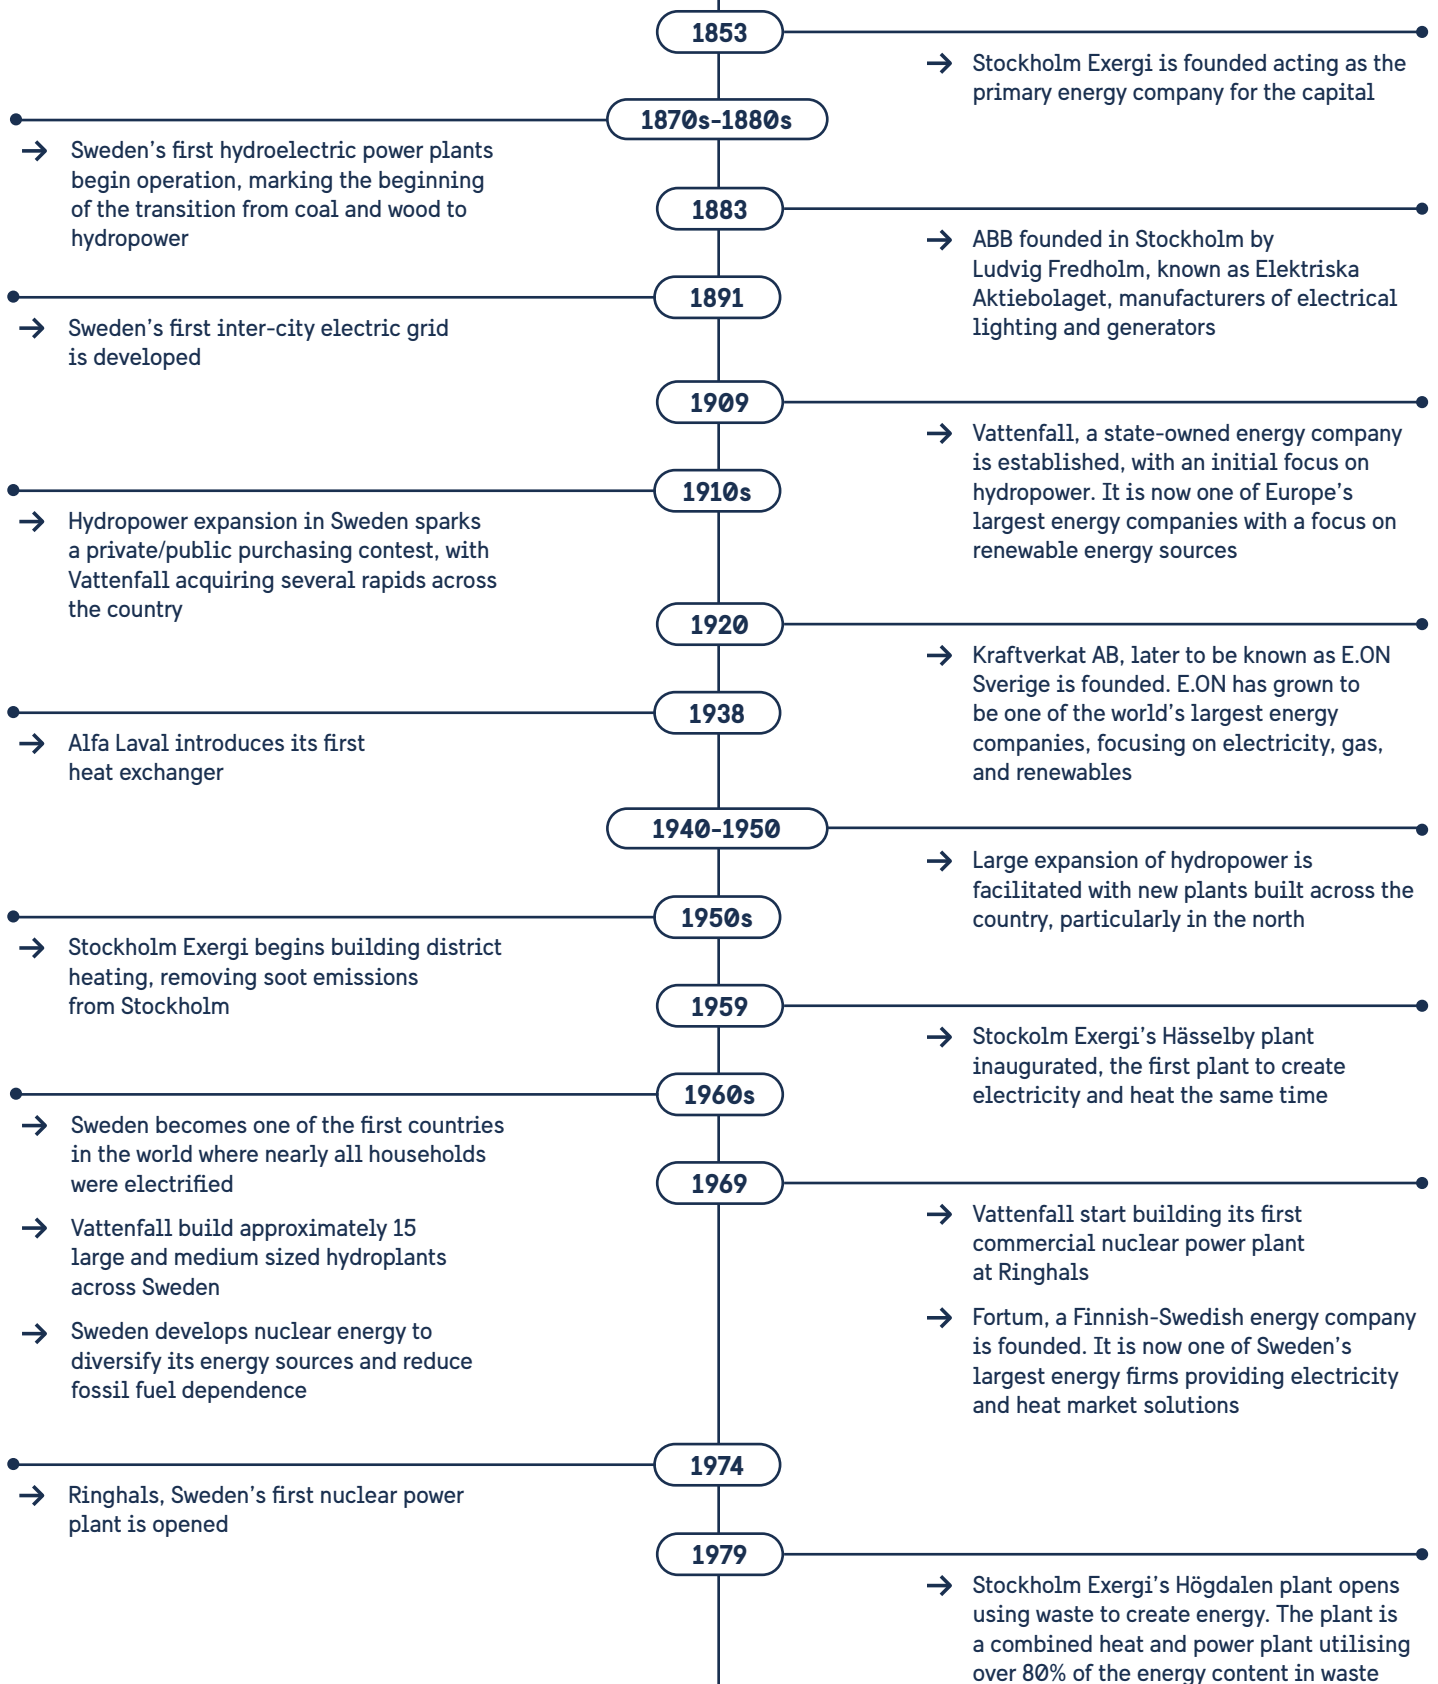 1853
Stockholm Exergi is founded acting as the
primary energy company for the capital
1870s-1880s
Sweden's first hydroelectric power plants
begin operation, marking the beginning
of the transition from coal and wood to
hydropower
1883
ABB founded in Stockholm by
Ludvig Fredholm, known as Elektriska
Aktiebolaget, manufacturers of electrical
lighting and generators
1891
Sweden's first inter-city electric grid
is developed
1909
Vattenfall, a state-owned energy company
is established, with an initial focus on
hydropower. It is now one of Europe's
largest energy companies with a focus on
renewable energy sources
1910s
Hydropower expansion in Sweden sparks
a private/public purchasing contest, with
Vattenfall acquiring several rapids across
the country
1920
Kraftverkat AB, later to be known as E.ON
Sverige is founded. E.ON has grown to
be one of the world's largest energy
companies, focusing on electricity, gas,
and renewables
1938
Alfa Laval introduces its first
heat exchanger
1940-1950
Large expansion of hydropower is
facilitated with new plants built across the
country, particularly in the north
1950s
Stockholm Exergi begins building district
heating, removing soot emissions
from Stockholm
1959
Stockolm Exergi's Hässelby plant
inaugurated, the first plant to create
electricity and heat the same time
1960s
Sweden becomes one of the first countries
in the world where nearly all households
were electrified
Vattenfall build approximately 15
large and medium sized hydroplants
across Sweden
Sweden develops nuclear energy to
diversify its energy sources and reduce
fossil fuel dependence
1969
Vattenfall start building its first
commercial nuclear power plant
at Ringhals
Fortum, a Finnish-Swedish energy company
is founded. It is now one of Sweden's
largest energy firms providing electricity
and heat market solutions
1974
Ringhals, Sweden's first nuclear power
plant is opened
1979
Stockholm Exergi's Högdalen plant opens
using waste to create energy. The plant is
a combined heat and power plant utilising
over 80% of the energy content in waste